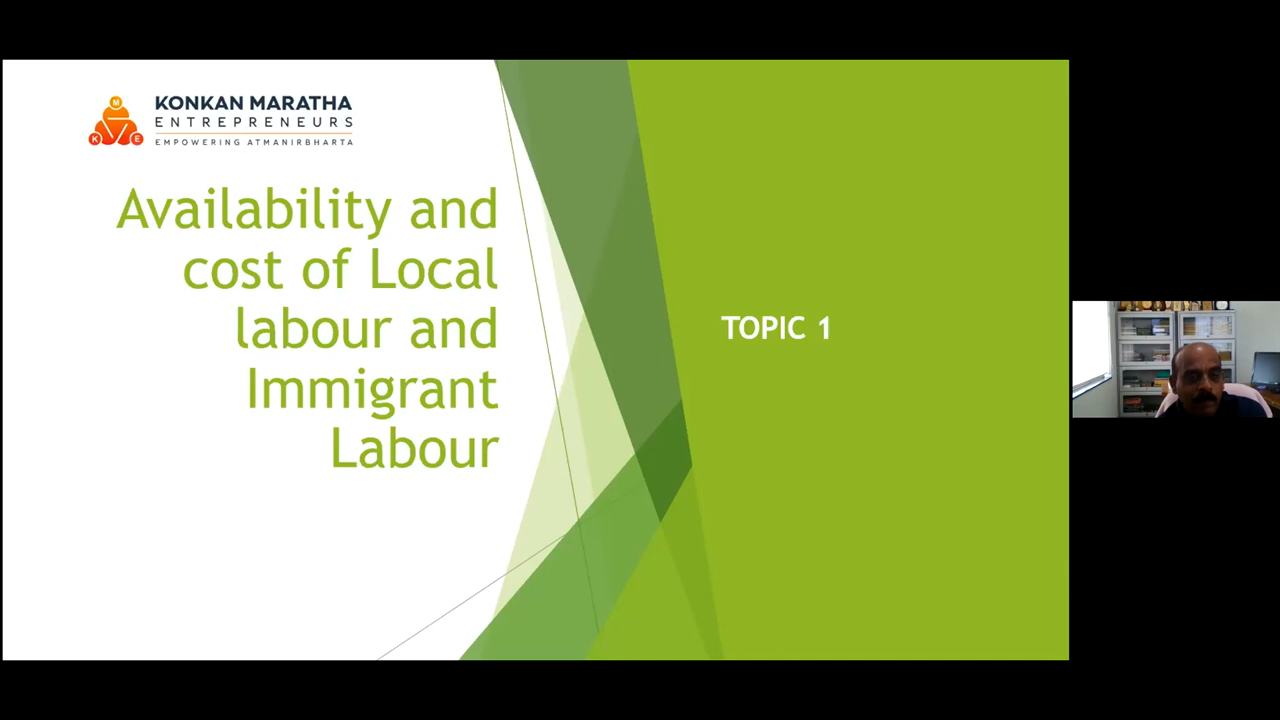 M
K
E
KONKAN MARATHA
ENTREPRENEURS
EMPOWERING ATMANIRBHARTA
Availability and
cost of Local
labour and
Immigrant
Labour
TOPIC 1